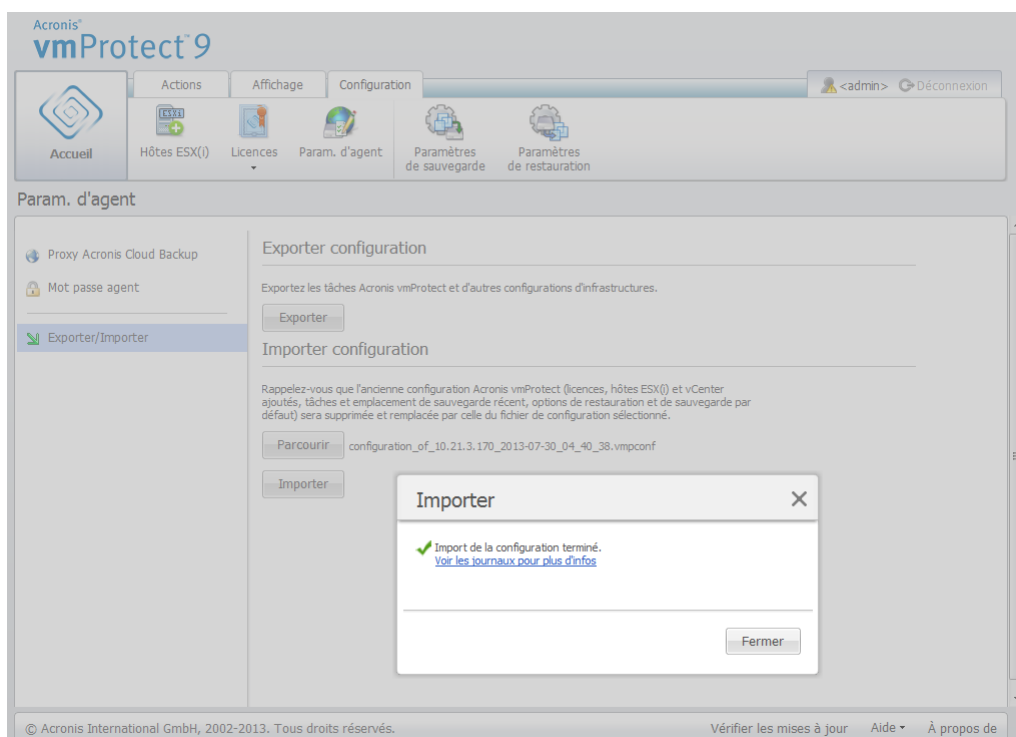 Acronis®
vmProtect™ 9
Actions
Affichage
Configuration
<admin>
Déconnexion
Accueil
Hôtes ESX(i)
Licences
Param. d'agent
Paramètres
de sauvegarde
Paramètres
de restauration
Param. d'agent
Proxy Acronis Cloud Backup
Mot passe agent
Exporter/Importer
Exporter configuration
Exportez les tâches Acronis vmProtect et d'autres configurations d'infrastructures.
Exporter
Importer configuration
Rappelez-vous que l'ancienne configuration Acronis vmProtect (licences, hôtes ESX(i) et vCenter
ajoutés, tâches et emplacement de sauvegarde récent, options de restauration et de sauvegarde par
défaut) sera supprimée et remplacée par celle du fichier de configuration sélectionné.
Parcourir
configuration_of_10.21.3.170_2013-07-30_04_40_38.vmpconf
Importer
Importer
Import de la configuration terminé.
Voir les journaux pour plus d'infos
Fermer
© Acronis International GmbH, 2002-2013. Tous droits réservés.
Vérifier les mises à jour
Aide
À propos de